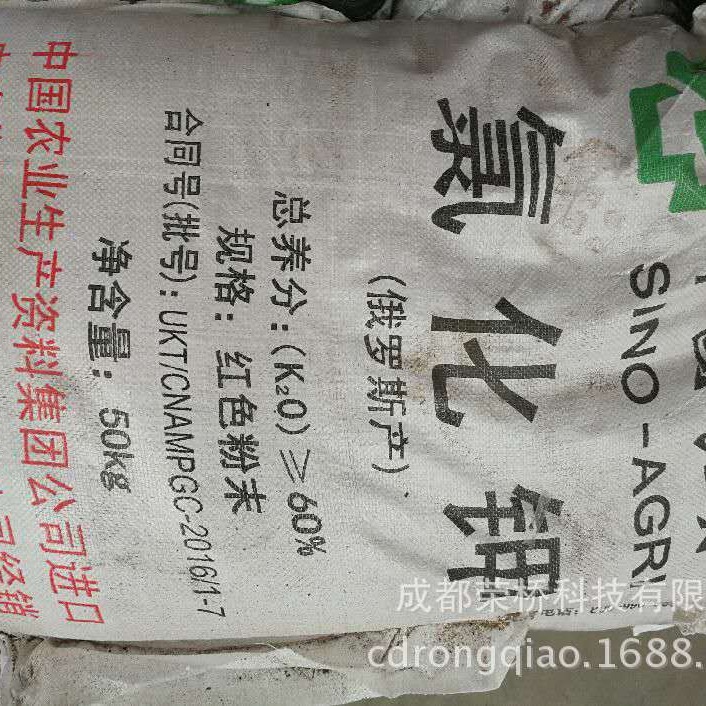 SINO-AGRI
氯化钾
（俄罗斯产）
总养分：（K₂O）≥60%
规格：红色粉末
合同号(批号)：UKT/CNAMPGC-2016/1-7
净含量：50kg
中国农业生产资料集团公司进口
成都荣桥科技有限
cdrongqiao.1688.